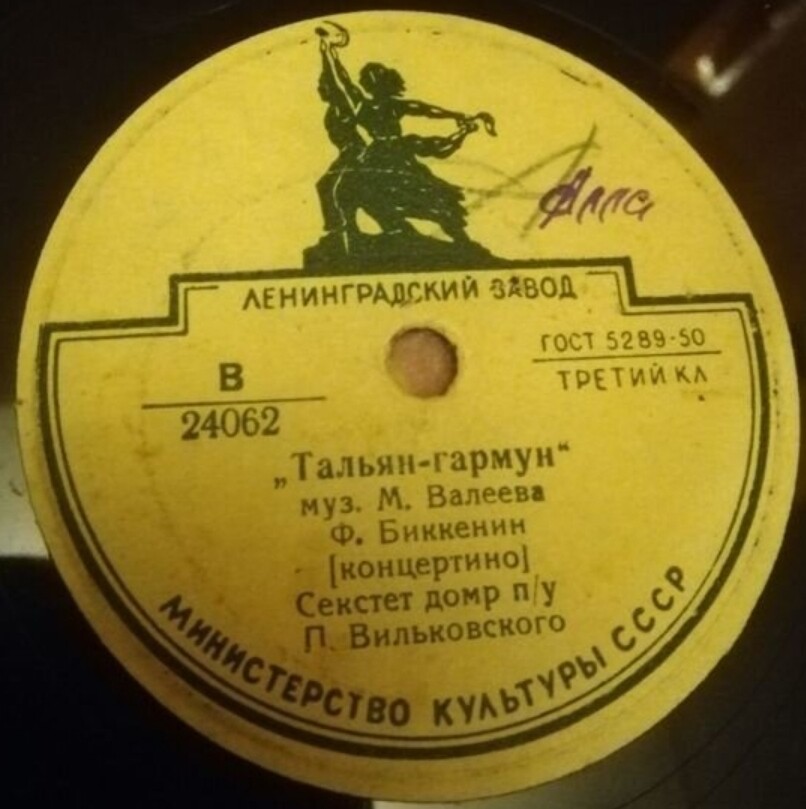 Алла
ЛЕНИНГРАДСКИЙ ЗАВОД
ГОСТ 5289-50
ТРЕТИЙ КЛ
В
24062
„Тальян-гармун“
муз. М. Валеева
Ф. Биккенин
[концертино]
Секстет домр п/у
П. Вильковского
МИНИСТЕРСТВО КУЛЬТУРЫ СССР